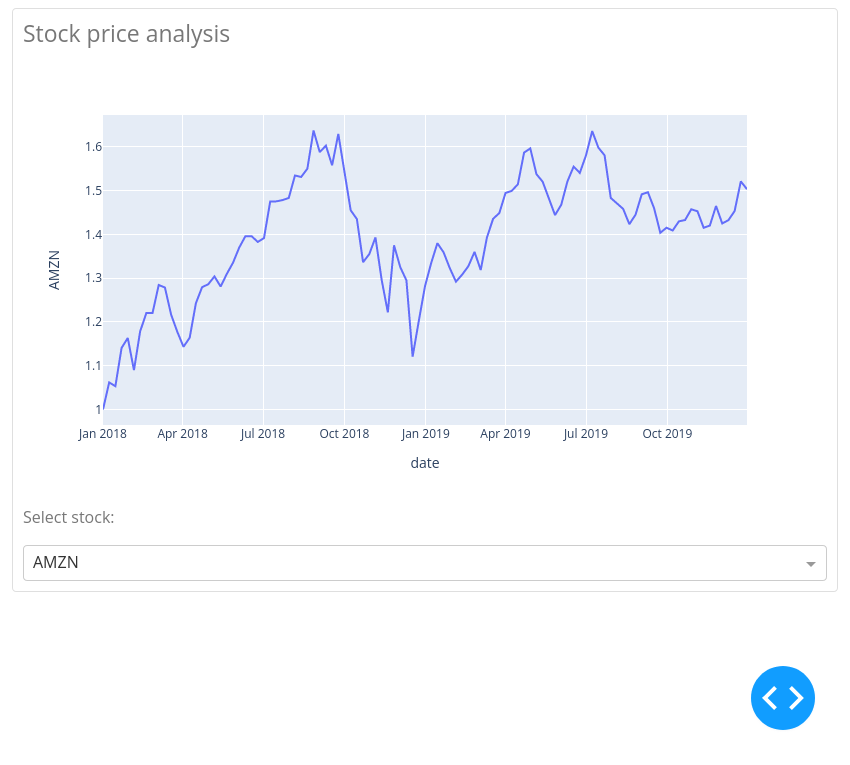 Stock price analysis
1.6
1.5
1.4
1.3
1.2
1.1
1
AMZN
Jan 2018 Apr 2018 Jul 2018 Oct 2018 Jan 2019 Apr 2019 Jul 2019 Oct 2019
date
Select stock:
AMZN